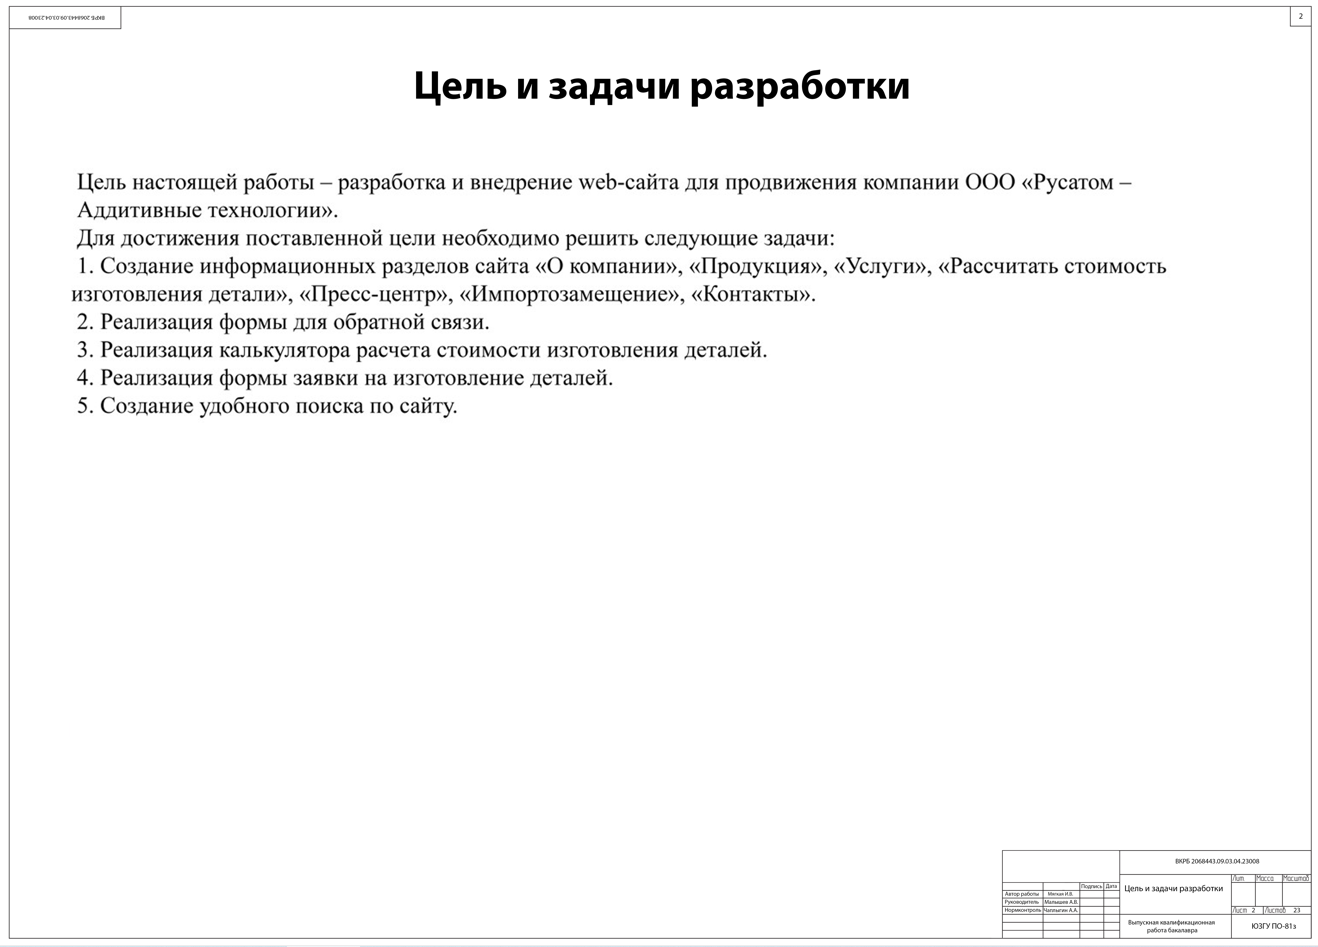 ВКРБ 2068443.09.03.04.23008
2
Цель и задачи разработки
Цель настоящей работы – разработка и внедрение web-сайта для продвижения компании ООО «Русатом –
Аддитивные технологии».
Для достижения поставленной цели необходимо решить следующие задачи:
1. Создание информационных разделов сайта «О компании», «Продукция», «Услуги», «Рассчитать стоимость
изготовления детали», «Пресс-центр», «Импортозамещение», «Контакты».
2. Реализация формы для обратной связи.
3. Реализация калькулятора расчета стоимости изготовления деталей.
4. Реализация формы заявки на изготовление деталей.
5. Создание удобного поиска по сайту.
ВКРБ 2068443.09.03.04.23008
Лит. Масса Масштаб
Подпись Дата
Цель и задачи разработки
Автор работы Мягкая И.В.
Руководитель Малышев А.В.
Нормконтроль Чаплыгин А.А.
Лист 2 Листов 23
Выпускная квалификационная
работа бакалавра
ЮЗГУ ПО-81з